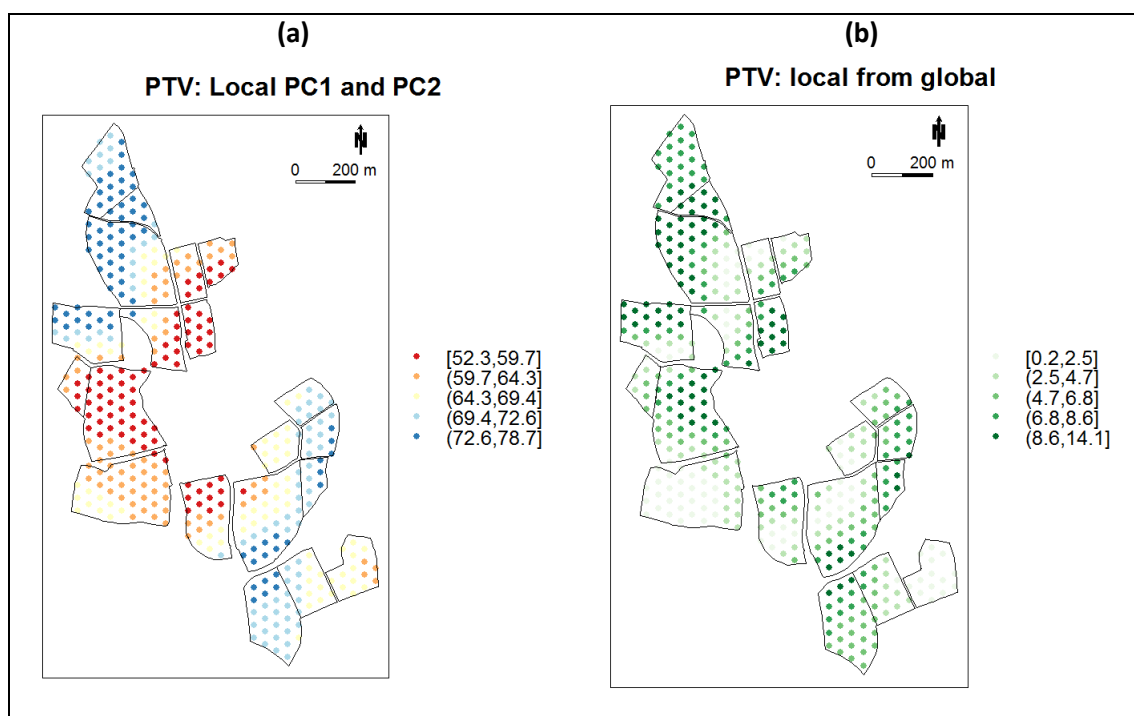 (a)
PTV: Local PC1 and PC2
N
0 200 m
[52.3,59.7]
(59.7,64.3]
(64.3,69.4]
(69.4,72.6]
(72.6,78.7]
(b)
PTV: local from global
N
0 200 m
[0.2,2.5]
(2.5,4.7]
(4.7,6.8]
(6.8,8.6]
(8.6,14.1]